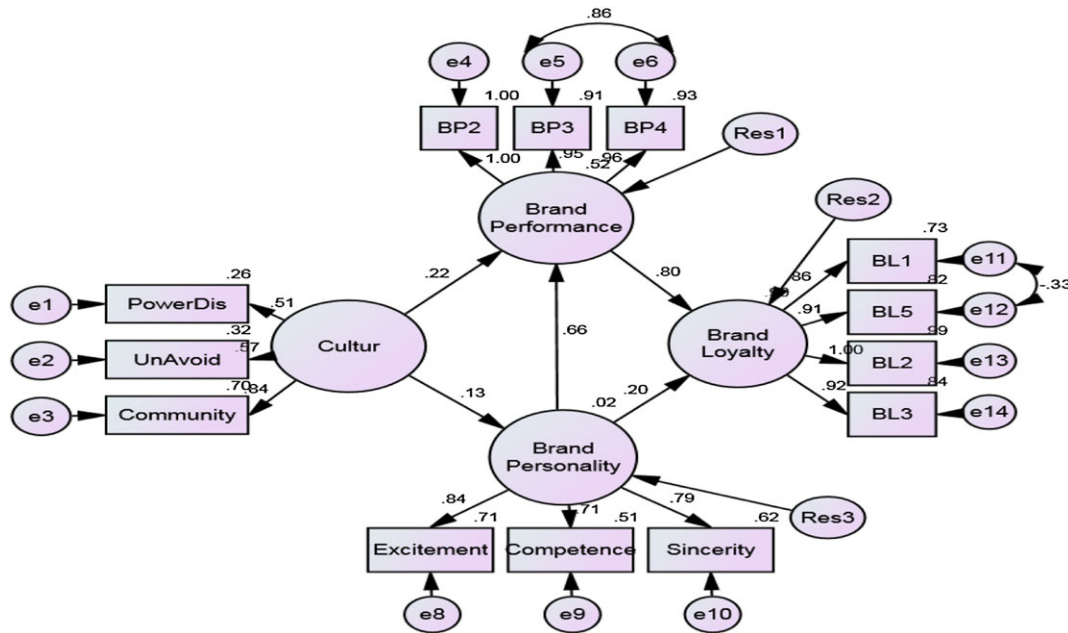 .86
e4
e5
e6
1.00
.91
.93
BP2
BP3
BP4
Res1
1.00
.95
.96
.52
Brand
Performance
Res2
.73
.26
.22
.80
.86
BL1
e11
e1
PowerDis
.51
.82
-.33
.32
.91
BL5
e12
.66
Brand
Loyalty
.99
e2
UnAvoid
.57
Cultur
1.00
BL2
e13
.70
.84
.13
.02
.20
.92
.84
e3
Community
BL3
e14
Brand
Personality
.84
.71
.79
.71
.51
.62
Res3
Excitement
Competence
Sincerity
e8
e9
e10